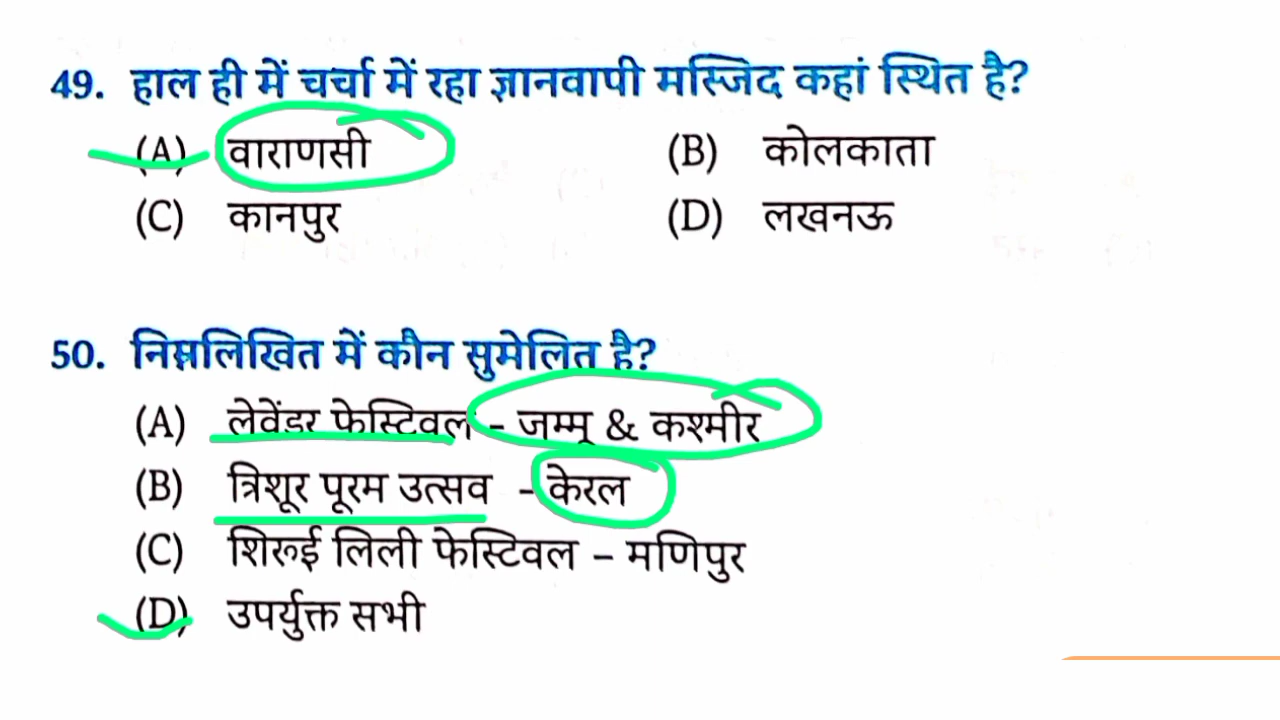 49. हाल ही में चर्चा में रहा ज्ञानवापी मस्जिद कहां स्थित है?
(A) वाराणसी (B) कोलकाता
(C) कानपुर (D) लखनऊ
50. निम्नलिखित में कौन सुमेलित है?
(A) लेवेंडर फेस्टिवल - जम्मू & कश्मीर
(B) त्रिशूर पूरम उत्सव - केरल
(C) शिरूई लिली फेस्टिवल – मणिपुर
(D) उपर्युक्त सभी